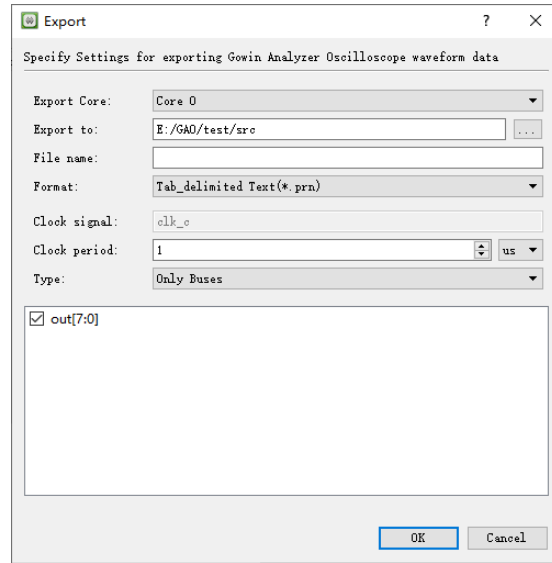 Export
Specify Settings for exporting Gowin Analyzer Oscilloscope waveform data
Export Core: Core 0
Export to: E:/GAO/test/src ...
File name:
Format: Tab_delimited Text(*.prn)
Clock signal: clk_c
Clock period: 1 us
Type: Only Buses
out[7:0]
OK Cancel